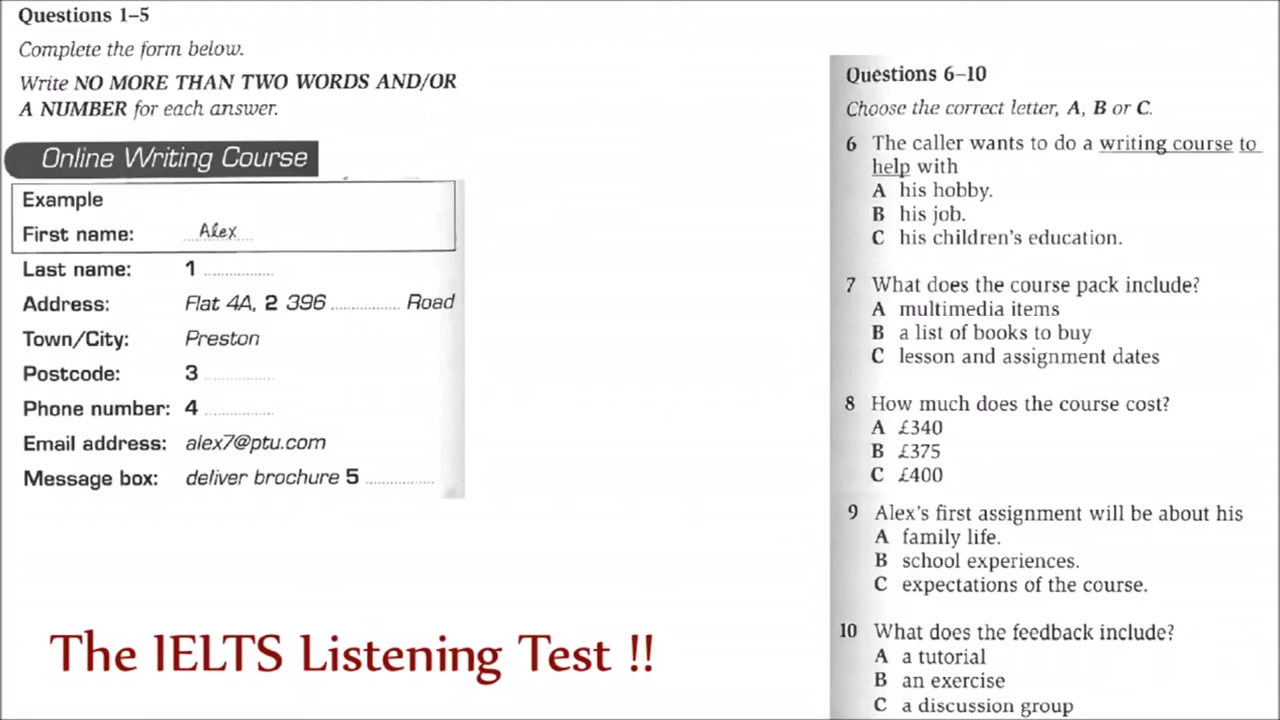 Questions 1–5
Complete the form below.
Write NO MORE THAN TWO WORDS AND/OR
A NUMBER for each answer.
Online Writing Course
Example
First name: Alex
Last name: 1 ..............
Address: Flat 4A, 2 396 .............. Road
Town/City: Preston
Postcode: 3 ..............
Phone number: 4 ..............
Email address: alex7@ptu.com
Message box: deliver brochure 5 ..............
The IELTS Listening Test !!
Questions 6–10
Choose the correct letter, A, B or C.
6 The caller wants to do a writing course to
help with
A his hobby.
B his job.
C his children's education.
7 What does the course pack include?
A multimedia items
B a list of books to buy
C lesson and assignment dates
8 How much does the course cost?
A £340
B £375
C £400
9 Alex's first assignment will be about his
A family life.
B school experiences.
C expectations of the course.
10 What does the feedback include?
A a tutorial
B an exercise
C a discussion group